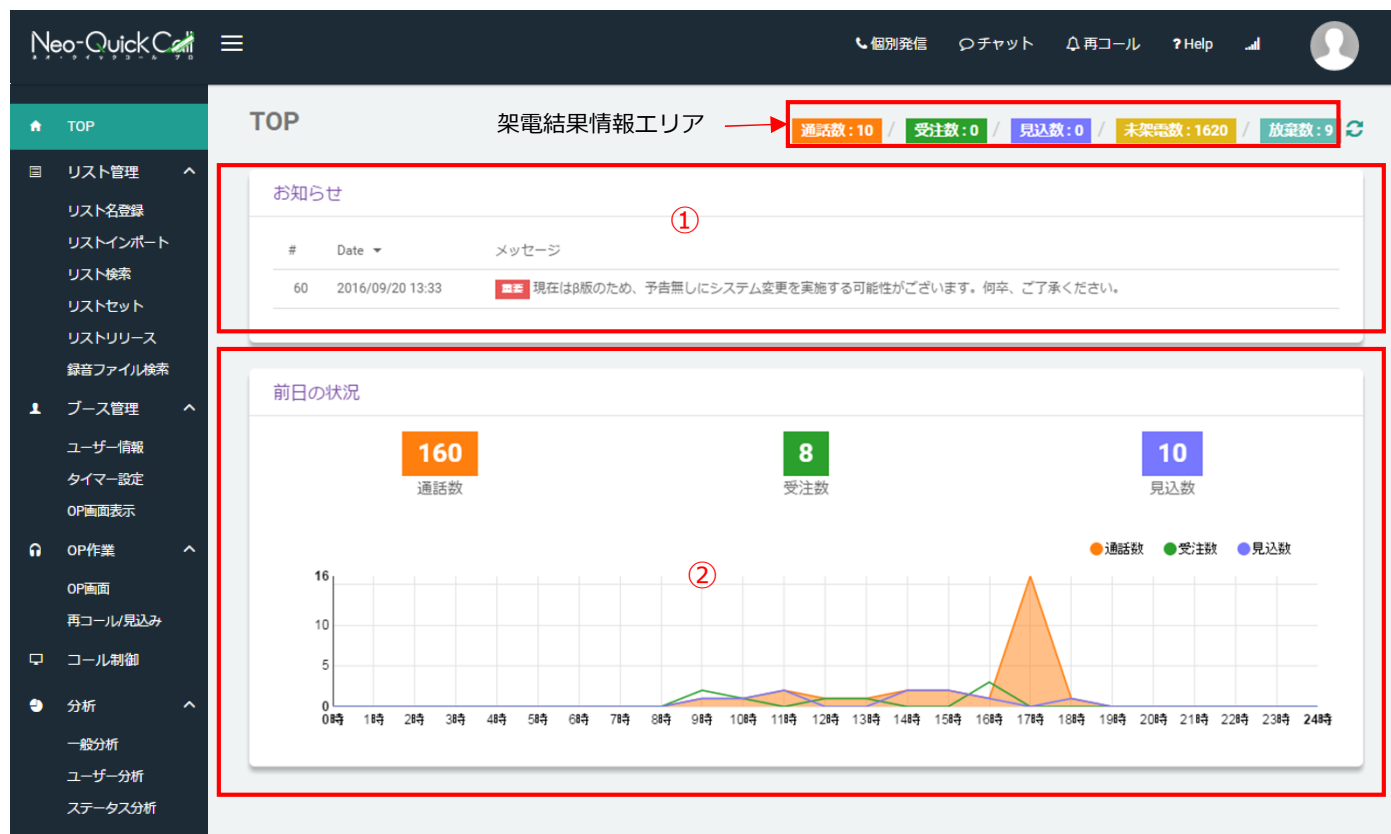 Neo-QuickCall
ネオ・クイックコール プロ
個別発信 チャット 再コール ?Help
TOP
リスト管理
リスト名登録
リストインポート
リスト検索
リストセット
リストリリース
録音ファイル検索
ブース管理
ユーザー情報
タイマー設定
OP画面表示
OP作業
OP画面
再コール/見込み
コール制御
分析
一般分析
ユーザー分析
ステータス分析
TOP 架電結果情報エリア 通話数:10 / 受注数:0 / 見込数:0 / 未架電数:1620 / 放棄数:9
お知らせ
①
# Date メッセージ
60 2016/09/20 13:33 重要 現在はβ版のため、予告無しにシステム変更を実施する可能性がございます。何卒、ご了承ください。
前日の状況
160 8 10
通話数 受注数 見込数
通話数 受注数 見込数
②
16
10
5
0
0時 1時 2時 3時 4時 5時 6時 7時 8時 9時 10時 11時 12時 13時 14時 15時 16時 17時 18時 19時 20時 21時 22時 23時 24時